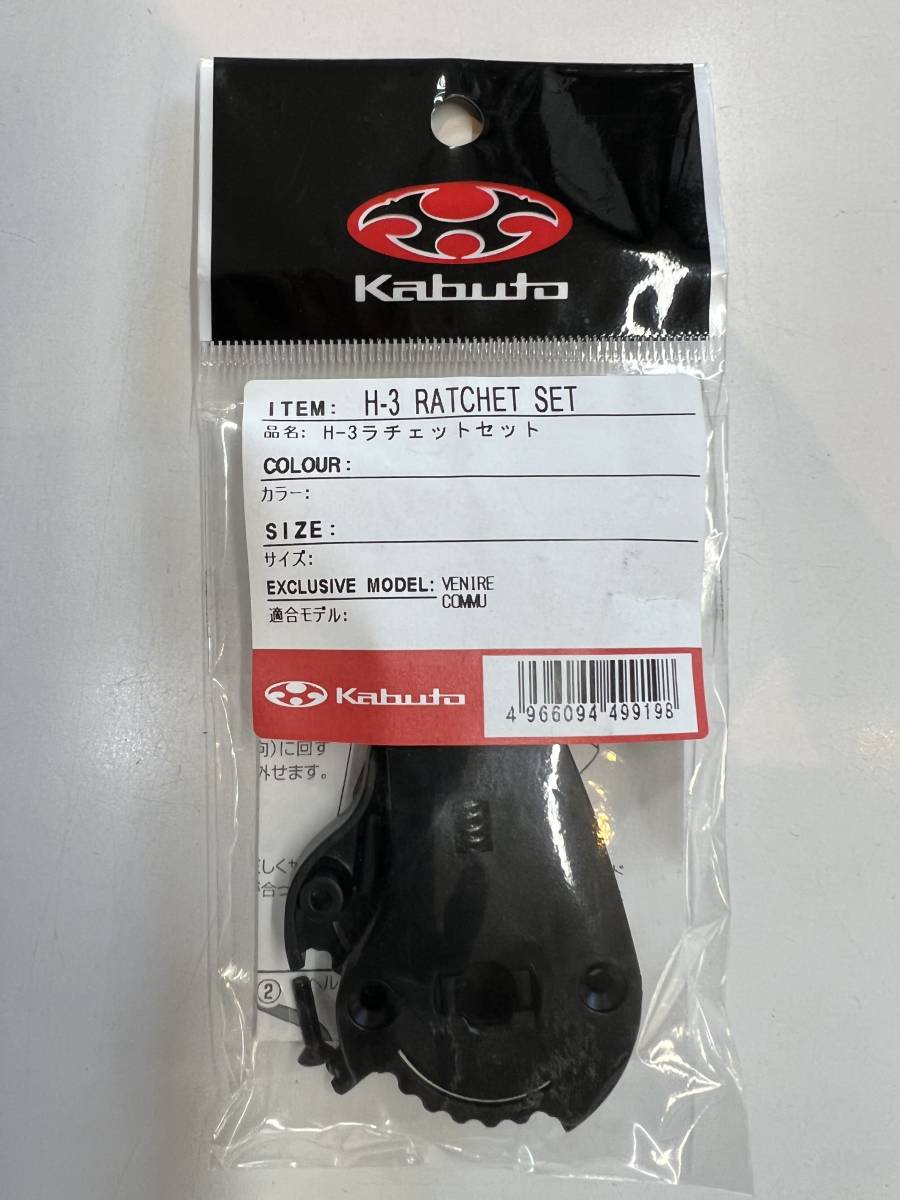 Kabuto
ITEM: H-3 RATCHET SET
品名: H-3ラチェットセット
COLOUR:
カラー:
SIZE:
サイズ:
EXCLUSIVE MODEL: VENIRE
COMMU
適合モデル:
Kabuto
4 966094 499198
向)に回す
外せます。
②
ヘル